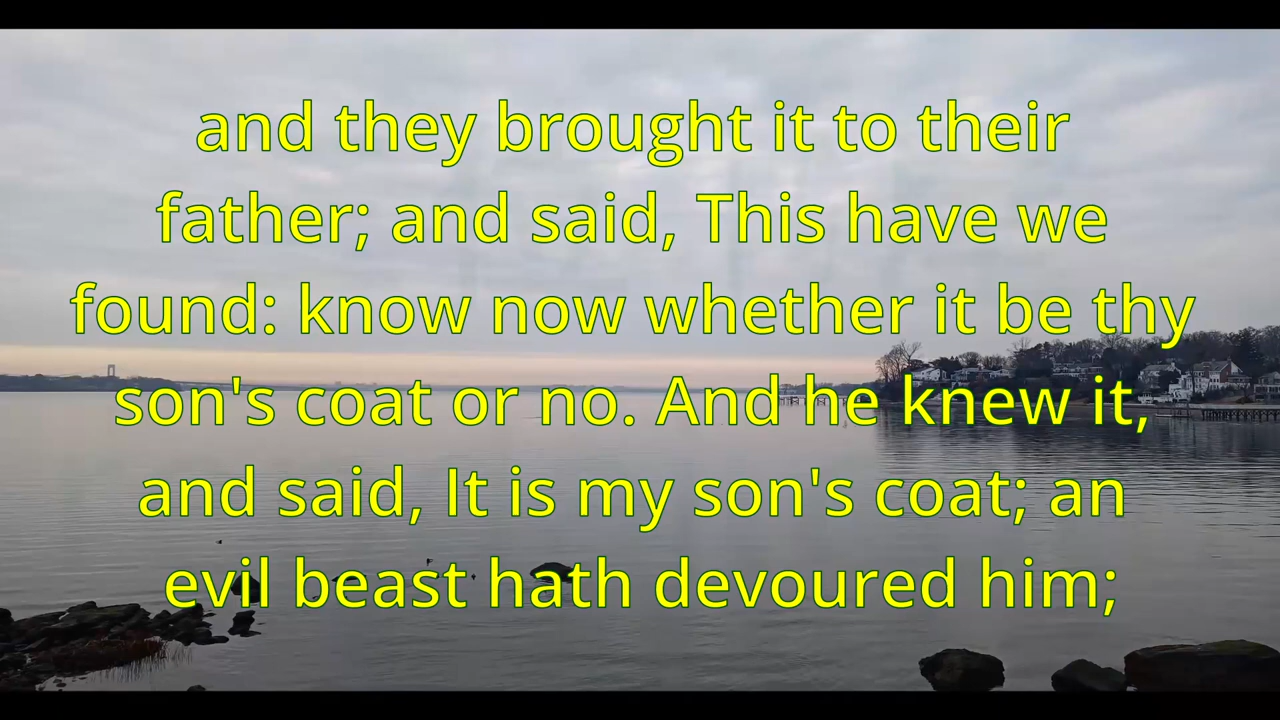 and they brought it to their
father; and said, This have we
found: know now whether it be thy
son's coat or no. And he knew it,
and said, It is my son's coat; an
evil beast hath devoured him;